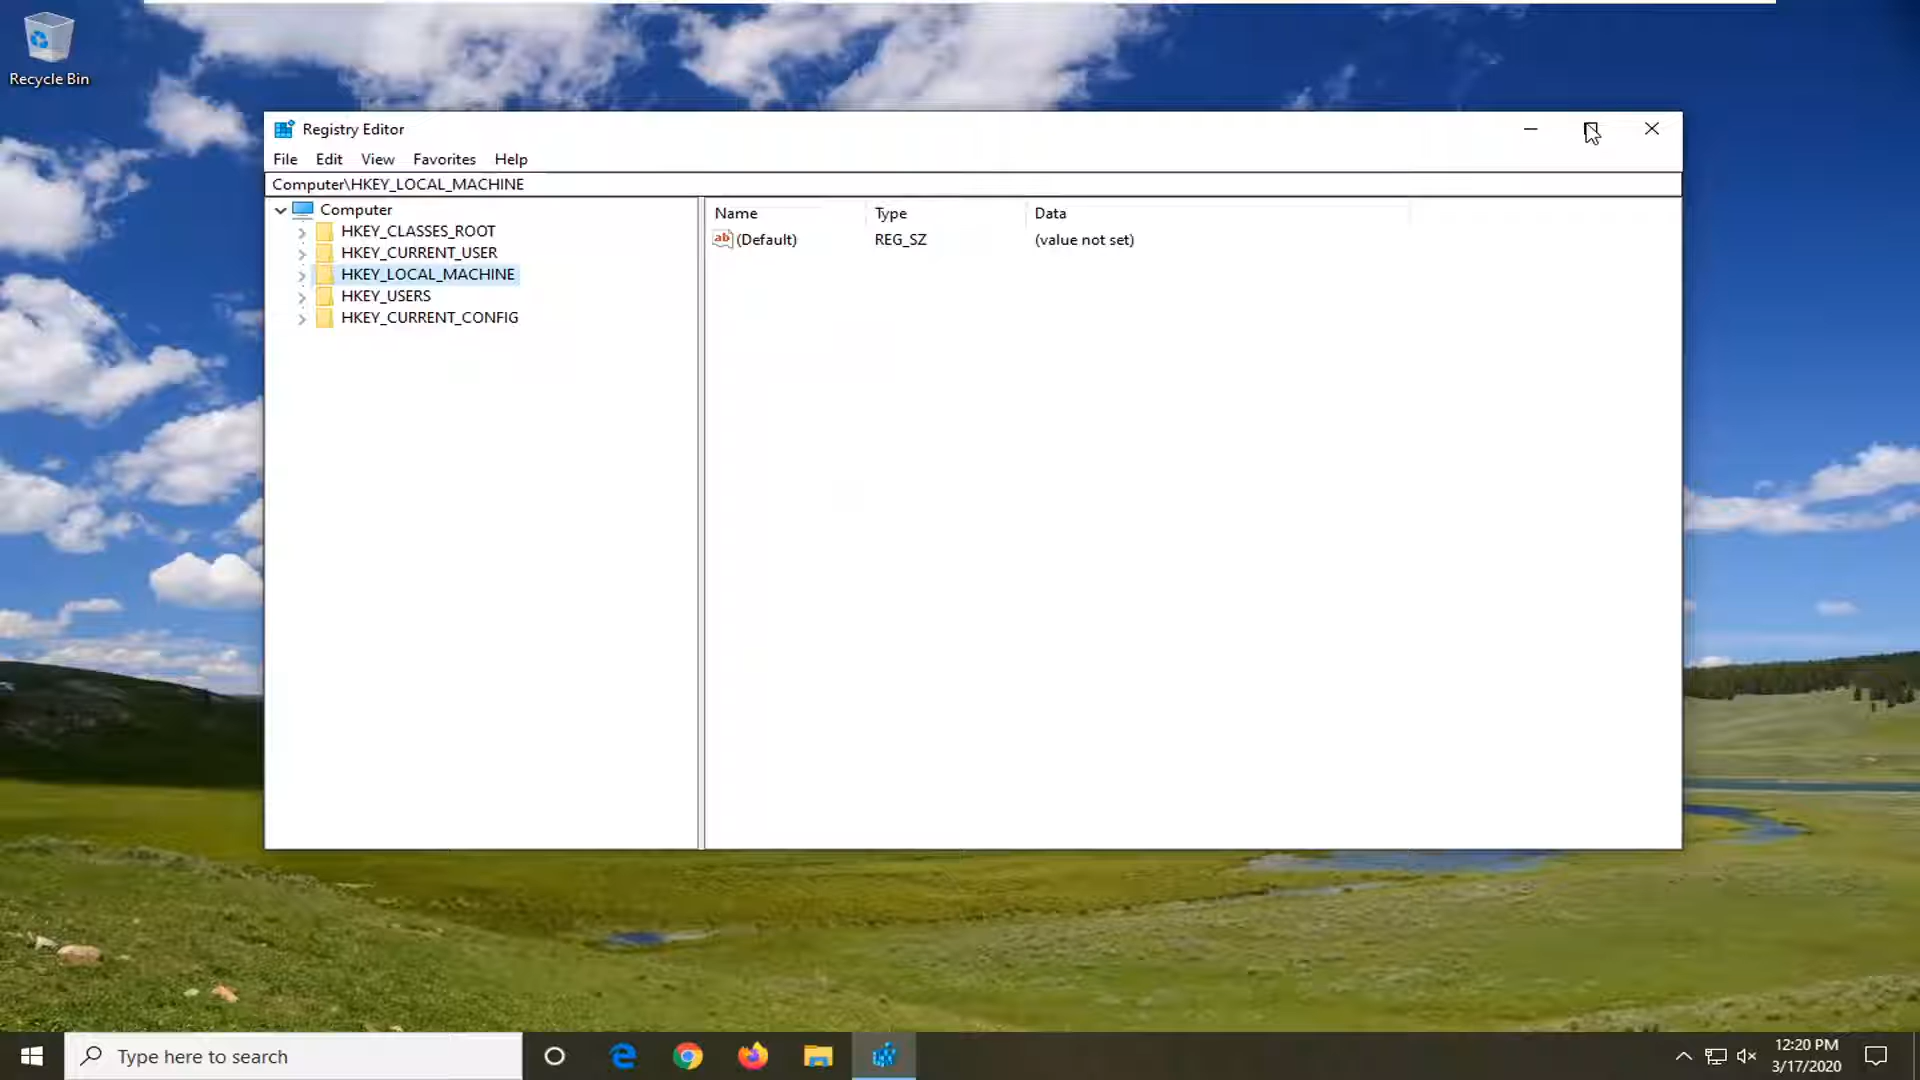 Recycle Bin
Registry Editor
File Edit View Favorites Help
Computer\HKEY_LOCAL_MACHINE
Computer
HKEY_CLASSES_ROOT
HKEY_CURRENT_USER
HKEY_LOCAL_MACHINE
HKEY_USERS
HKEY_CURRENT_CONFIG
Name Type Data
ab (Default) REG_SZ (value not set)
Type here to search
12:20 PM
3/17/2020